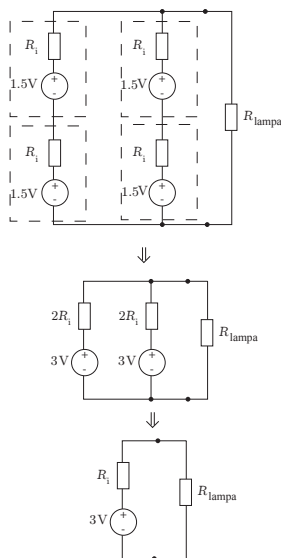 R_i R_i
+ +
1.5V 1.5V
- -
R_lampa
R_i R_i
+ +
1.5V 1.5V
- -
⇓
2R_i 2R_i
R_lampa
+ +
3V 3V
- -
⇓
R_i
R_lampa
+
3V
-